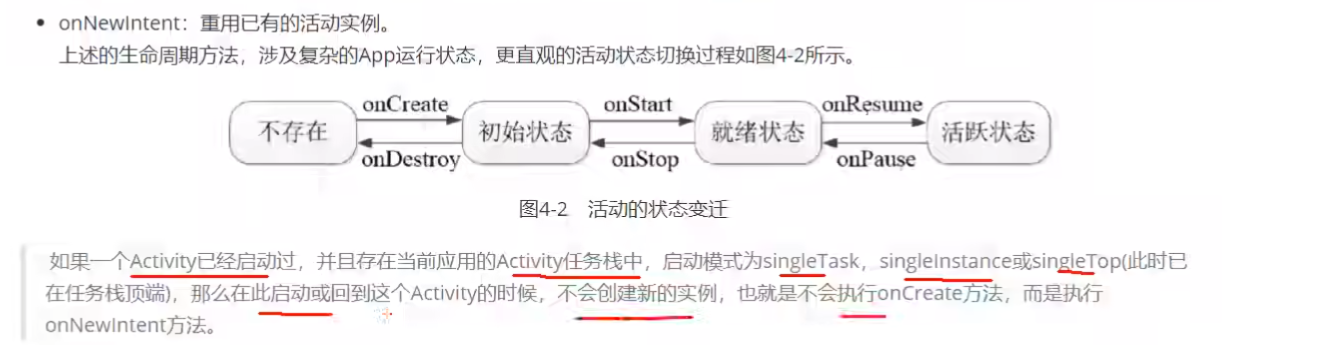 • onNewIntent：重用已有的活动实例。
上述的生命周期方法，涉及复杂的App运行状态，更直观的活动状态切换过程如图4-2所示。
onCreate onStart onResume
不存在 初始状态 就绪状态 活跃状态
onDestroy onStop onPause
图4-2 活动的状态变迁
如果一个Activity已经启动过，并且存在当前应用的Activity任务栈中，启动模式为singleTask，singleInstance或singleTop(此时已
在任务栈顶端)，那么在此启动或回到这个Activity的时候，不会创建新的实例，也就是不会执行onCreate方法，而是执行
onNewIntent方法。